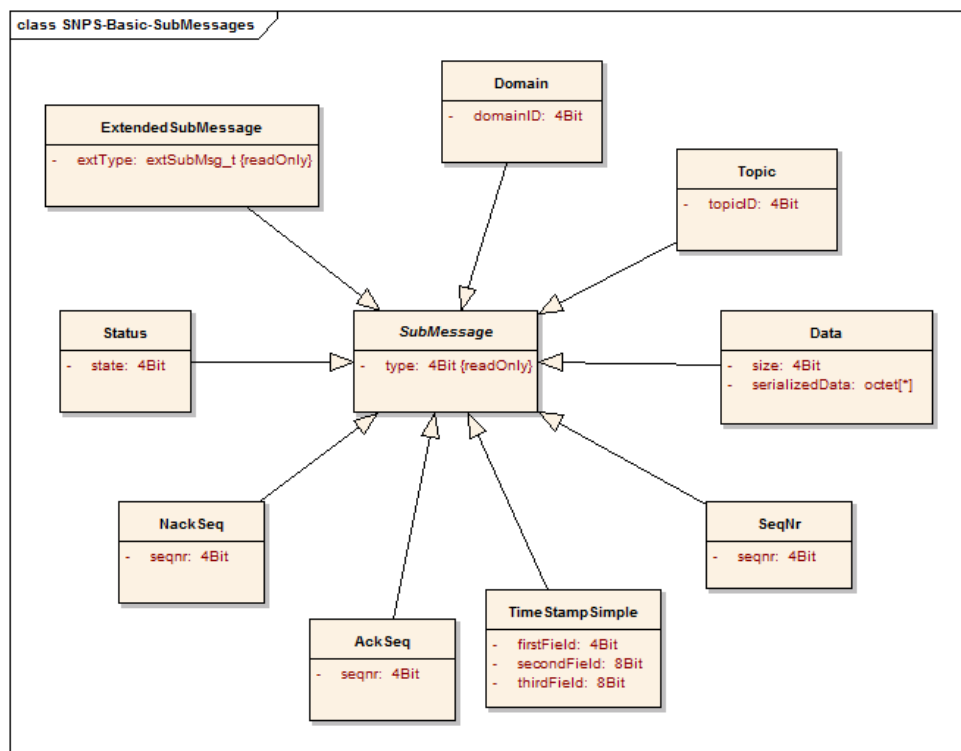 class SNPS-Basic-SubMessages
Domain
- domainID: 4Bit
ExtendedSubMessage
- extType: extSubMsg_t {readOnly}
Topic
- topicID: 4Bit
SubMessage
- type: 4Bit {readOnly}
Status
- state: 4Bit
Data
- size: 4Bit
- serializedData: octet[*]
NackSeq
- seqnr: 4Bit
SeqNr
- seqnr: 4Bit
AckSeq
- seqnr: 4Bit
TimeStampSimple
- firstField: 4Bit
- secondField: 8Bit
- thirdField: 8Bit